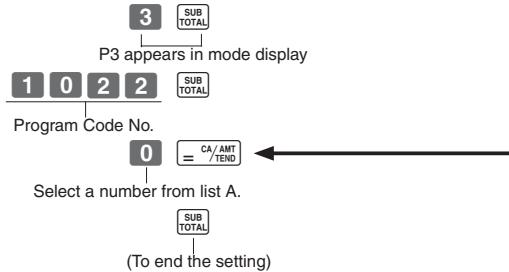 3 SUB TOTAL
P3 appears in mode display
1 0 2 2 SUB TOTAL
Program Code No.
0 = CA/AMT TEND
Select a number from list A.
SUB TOTAL
(To end the setting)